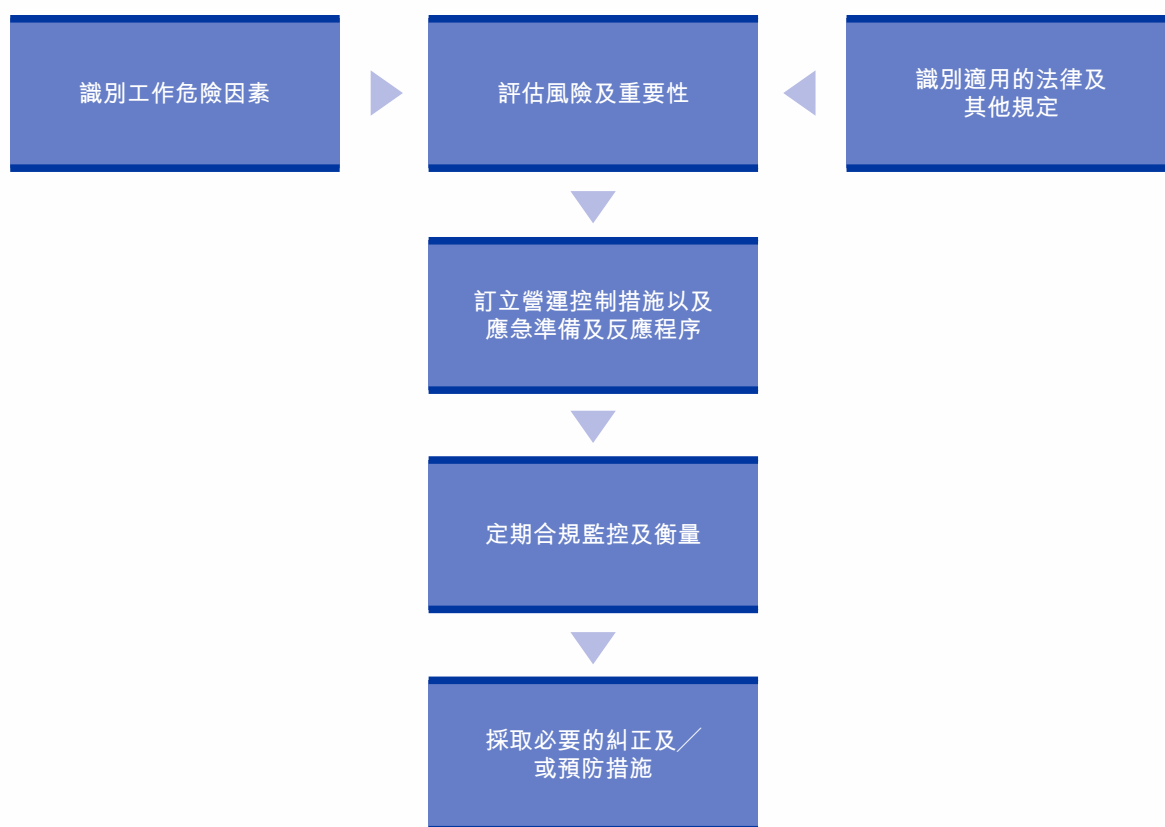 識別工作危險因素
評估風險及重要性
識別適用的法律及
其他規定
訂立營運控制措施以及
應急準備及反應程序
定期合規監控及衡量
採取必要的糾正及╱
或預防措施